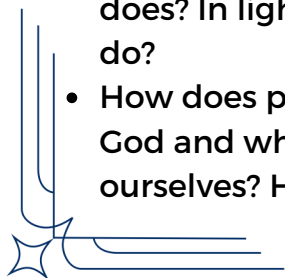 does? In ligh
do?
• How does p
God and wh
ourselves? H